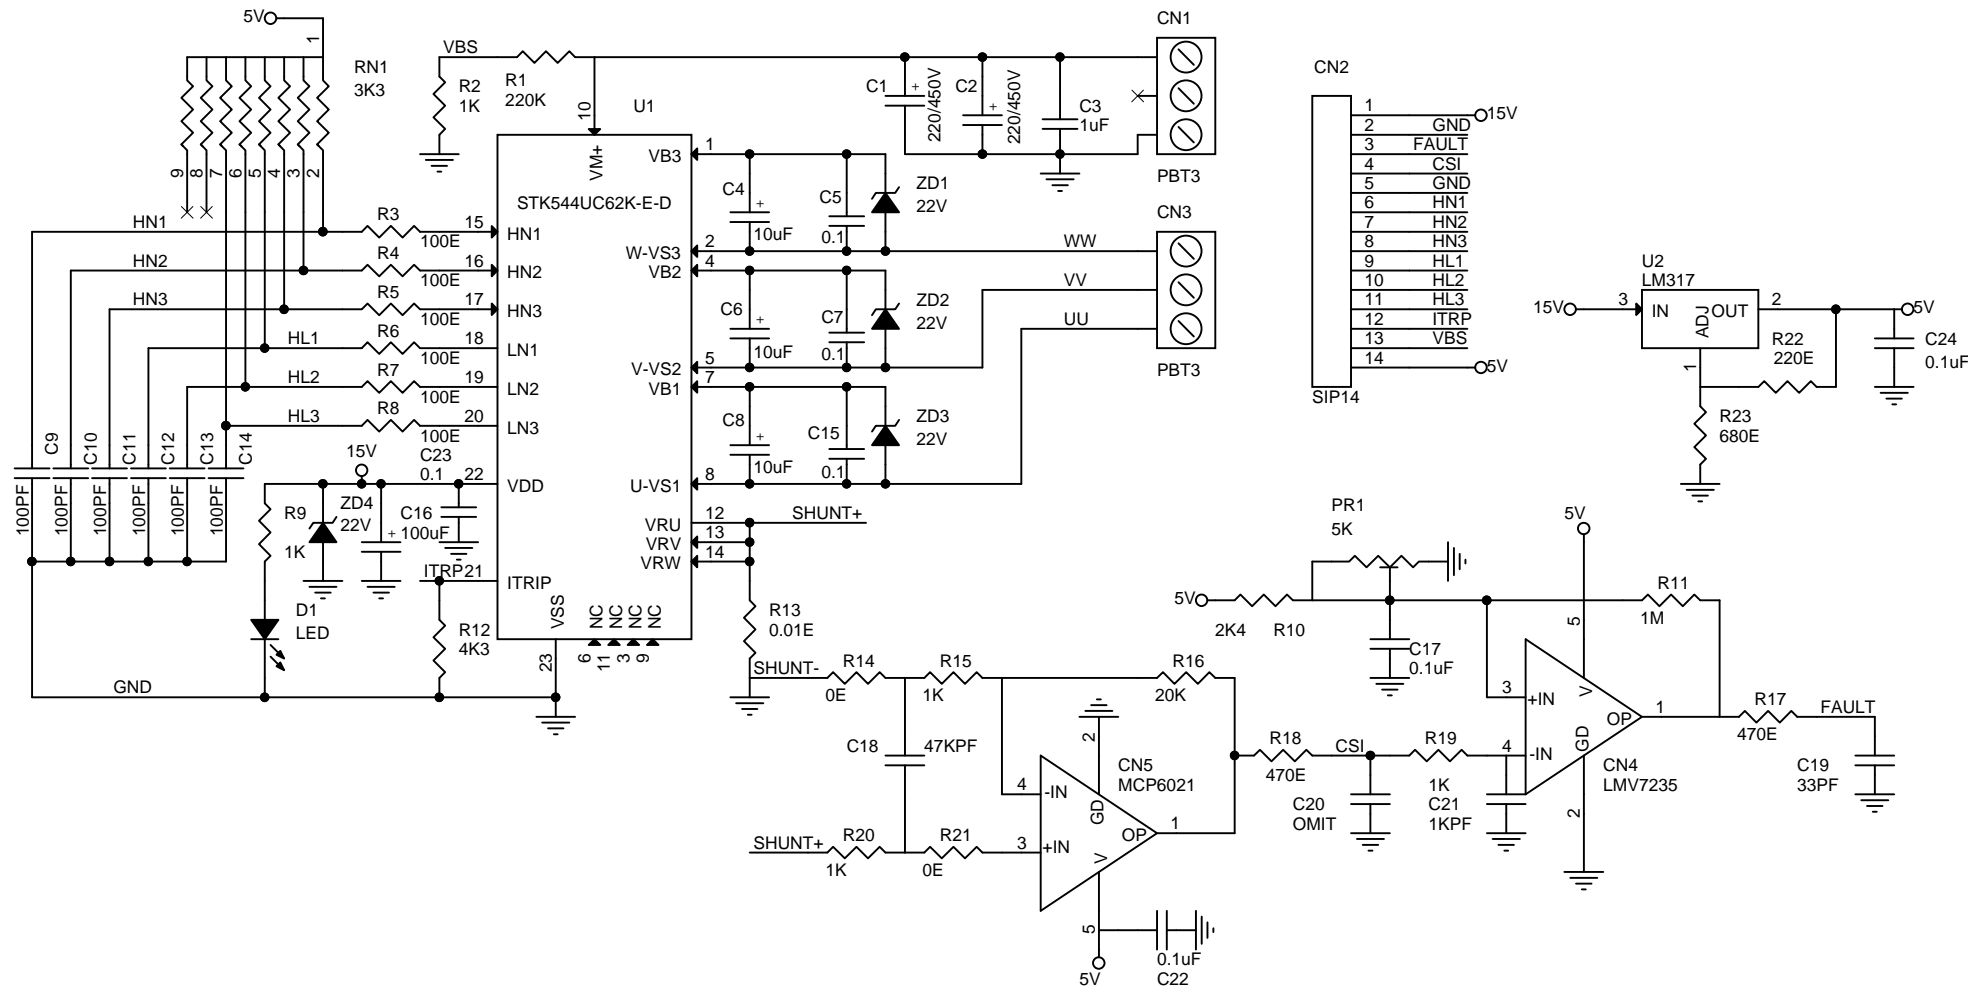 5V
1
RN1
3K3
9
8
7
6
5
4
3
2
VBS
R2
1K
R1
220K
10
U1
VM+
STK544UC62K-E-D
C1
+
220/450V
C2
+
220/450V
C3
1uF
CN1
PBT3
CN3
PBT3
HN1
R3
100E
15
HN1
HN2
R4
100E
16
HN2
HN3
R5
100E
17
HN3
HL1
R6
100E
18
LN1
HL2
R7
100E
19
LN2
HL3
R8
100E
20
LN3
VB3
1
W-VS3
2
VB2
4
V-VS2
5
VB1
7
U-VS1
8
VRU
12
SHUNT+
VRV
13
VRW
14
C4
+
10uF
C5
0.1
ZD1
22V
WW
C6
+
10uF
C7
0.1
ZD2
22V
VV
UU
C8
+
10uF
C15
0.1
ZD3
22V
C9
100PF
C10
100PF
C11
100PF
C12
100PF
C13
100PF
C14
100PF
15V
C23
0.1
22
VDD
R9
1K
ZD4
22V
C16
+
100uF
ITRP
21
ITRIP
D1
LED
R12
4K3
VSS
23
NC
NC
NC
NC
6
11
3
9
GND
R13
0.01E
SHUNT-
R14
0E
R15
1K
R16
20K
C18
47KPF
SHUNT+
R20
1K
R21
0E
2
CN5
MCP6021
4
-IN
3
+IN
GD
OP
V
1
5
5V
0.1uF
C22
R18
470E
CSI
C20
OMIT
R19
1K
C21
1KPF
PR1
5K
5V
2K4
R10
C17
0.1uF
5V
5
R11
1M
3
+IN
4
-IN
V
OP
GD
1
2
CN4
LMV7235
R17
470E
FAULT
C19
33PF
CN2
1
15V
2
GND
3
FAULT
4
CSI
5
GND
6
HN1
7
HN2
8
HN3
9
HL1
10
HL2
11
HL3
12
ITRP
13
VBS
14
5V
SIP14
U2
LM317
15V
3
IN
ADJ
OUT
2
1
5V
R22
220E
R23
680E
C24
0.1uF